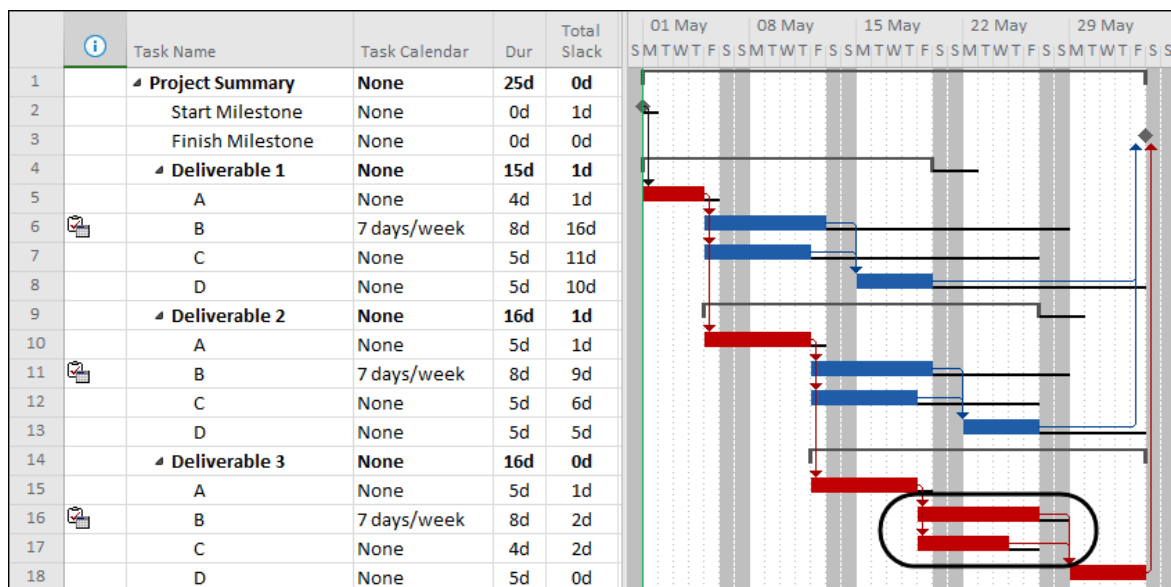 01 May 08 May 15 May 22 May 29 May
Task Name Task Calendar Dur Total Slack S M T W T F S S M T W T F S S M T W T F S S M T W T F S S M T W T F S S
1 Project Summary None 25d 0d
2 Start Milestone None 0d 1d
3 Finish Milestone None 0d 0d
4 Deliverable 1 None 15d 1d
5 A None 4d 1d
6 B 7 days/week 8d 16d
7 C None 5d 11d
8 D None 5d 10d
9 Deliverable 2 None 16d 1d
10 A None 5d 1d
11 B 7 days/week 8d 9d
12 C None 5d 6d
13 D None 5d 5d
14 Deliverable 3 None 16d 0d
15 A None 5d 1d
16 B 7 days/week 8d 2d
17 C None 4d 2d
18 D None 5d 0d